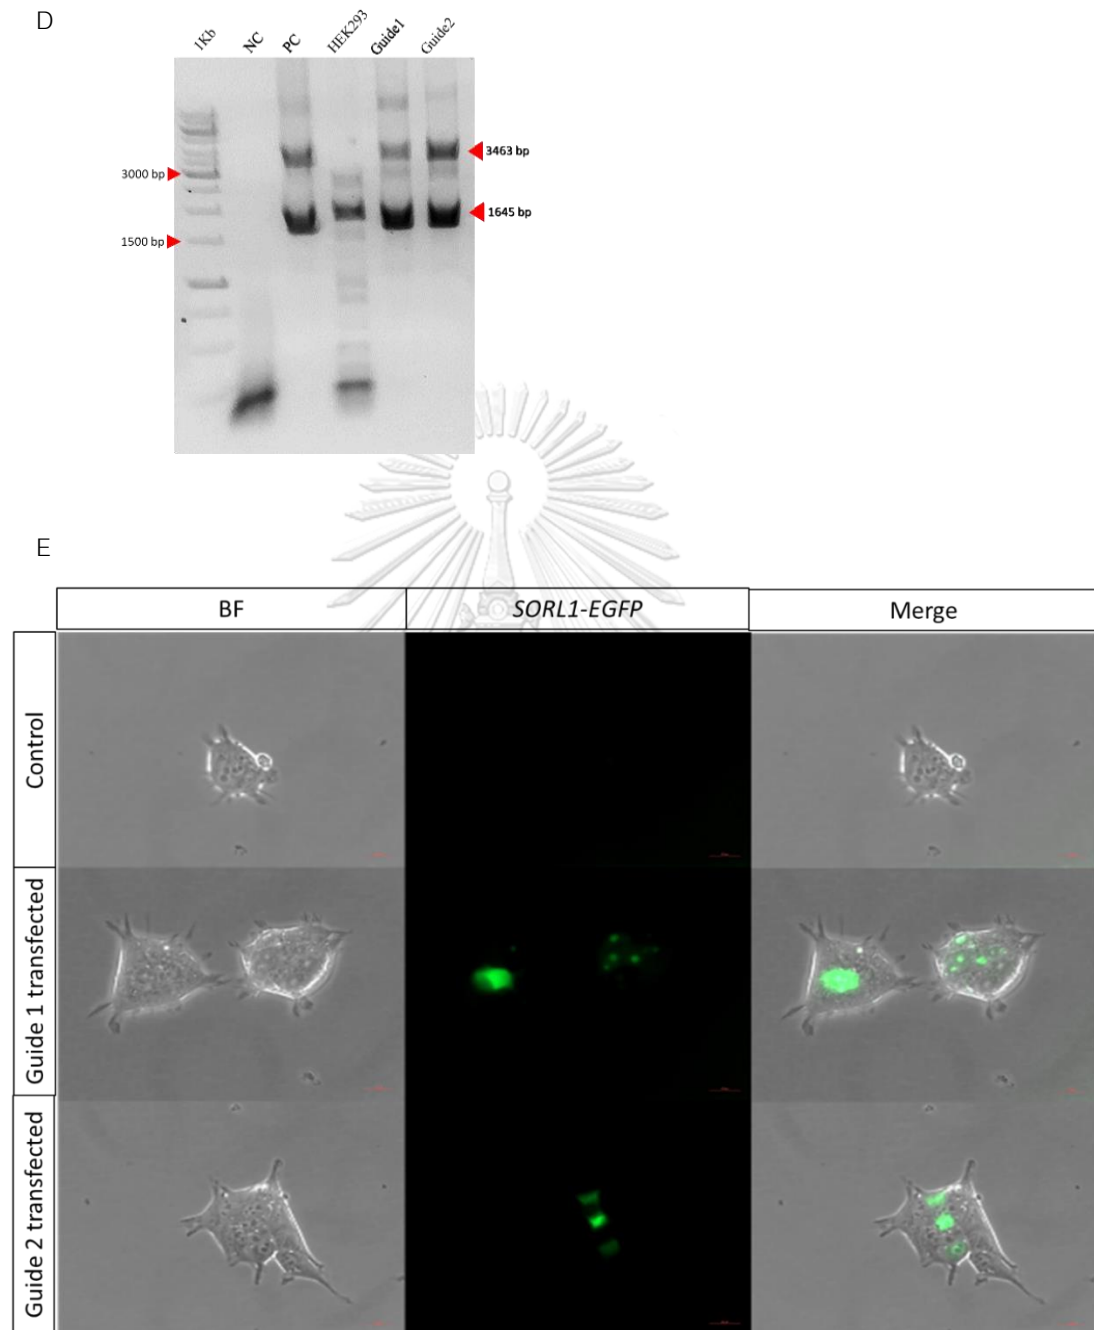 D
1Kb NC PC HEK293 Guide1 Guide2
3463 bp
3000 bp
1645 bp
1500 bp
E
BF SORL1-EGFP Merge
Control
Guide 1 transfected
Guide 2 transfected